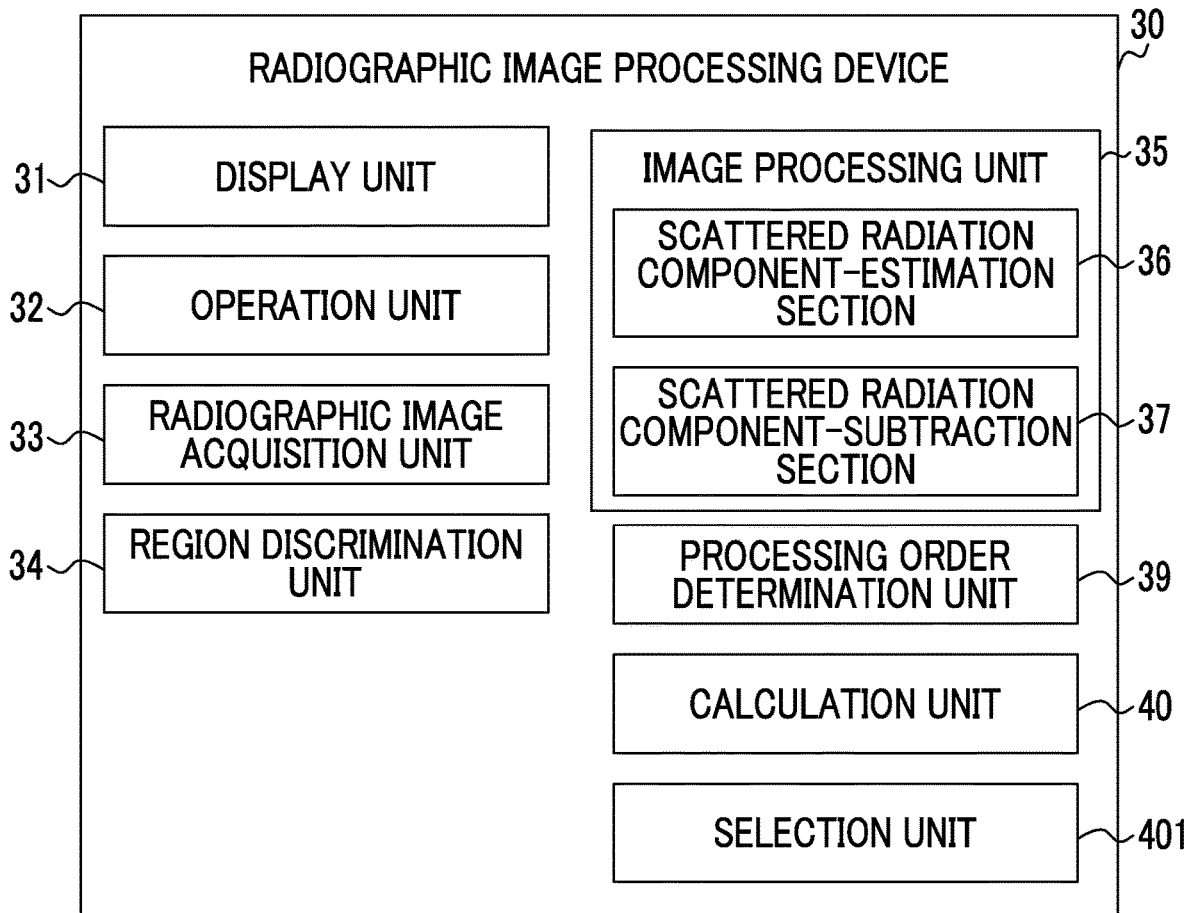 30
RADIOGRAPHIC IMAGE PROCESSING DEVICE
31
DISPLAY UNIT
32
OPERATION UNIT
33
RADIOGRAPHIC IMAGE
ACQUISITION UNIT
34
REGION DISCRIMINATION
UNIT
35
IMAGE PROCESSING UNIT
SCATTERED RADIATION
COMPONENT-ESTIMATION
SECTION
36
SCATTERED RADIATION
COMPONENT-SUBTRACTION
SECTION
37
PROCESSING ORDER
DETERMINATION UNIT
39
CALCULATION UNIT
40
SELECTION UNIT
401